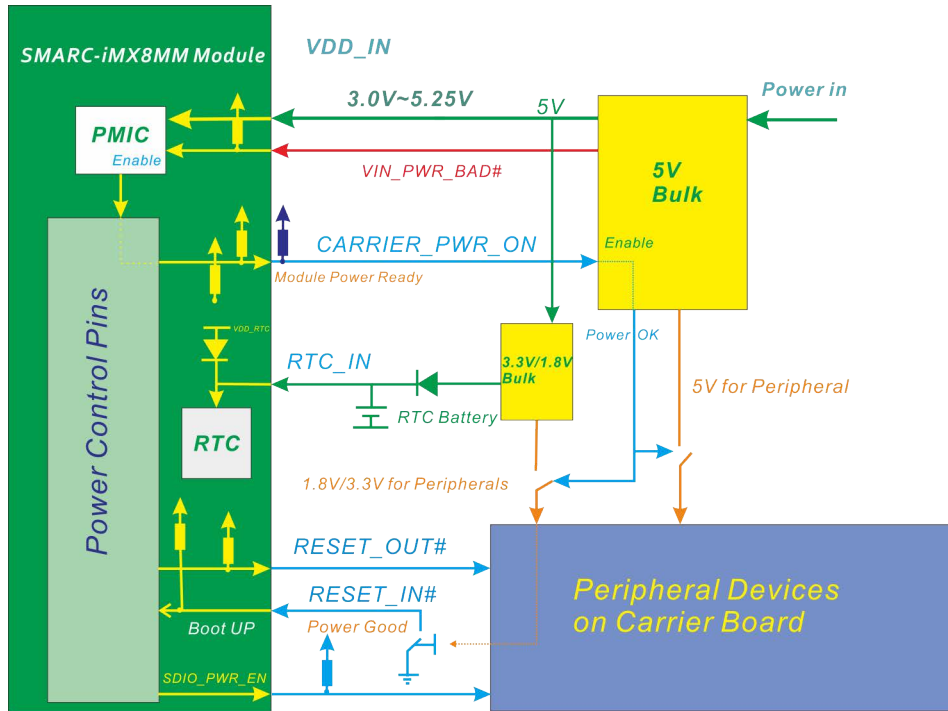 SMARC-iMX8MM Module
VDD_IN
3.0V~5.25V
5V
Power in
PMIC
Enable
VIN_PWR_BAD#
5V
Bulk
CARRIER_PWR_ON
Enable
Module Power Ready
Power Control Pins
VDD_RTC
Power OK
RTC_IN
3.3V/1.8V
Bulk
5V for Peripheral
RTC Battery
RTC
1.8V/3.3V for Peripherals
RESET_OUT#
RESET_IN#
Peripheral Devices
on Carrier Board
Boot UP
Power Good
SDIO_PWR_EN